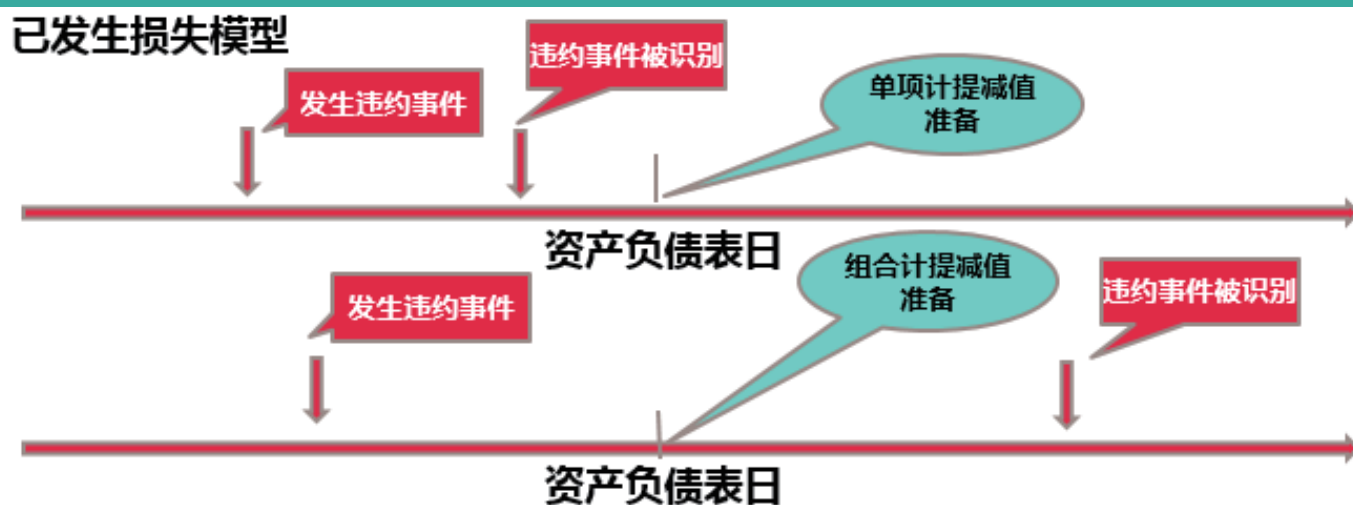 已发生损失模型
违约事件被识别
发生违约事件
单项计提减值
准备
资产负债表日
发生违约事件
组合计提减值
准备
违约事件被识别
资产负债表日